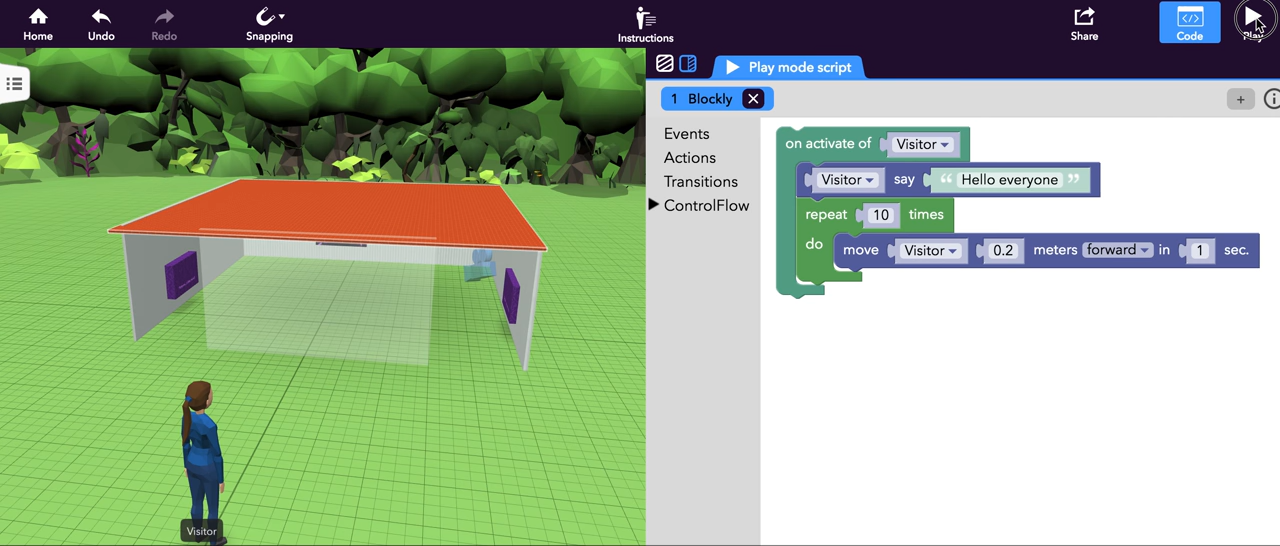 Home
Undo
Redo
Snapping
Instructions
Share
Code
Play
Play mode script
1 Blockly
Events
Actions
Transitions
ControlFlow
on activate of Visitor
Visitor say “ Hello everyone ”
repeat 10 times
do move Visitor 0.2 meters forward in 1 sec.
Visitor